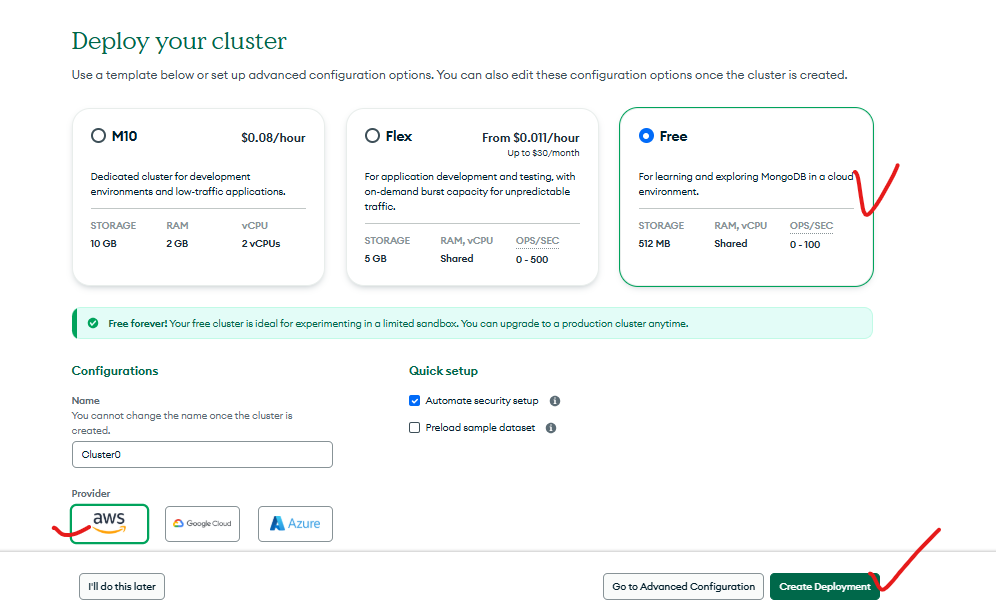 Deploy your cluster
Use a template below or set up advanced configuration options. You can also edit these configuration options once the cluster is created.
M10 $0.08/hour
Dedicated cluster for development
environments and low-traffic applications.
STORAGE RAM vCPU
10 GB 2 GB 2 vCPUs
Flex From $0.011/hour
Up to $30/month
For application development and testing, with
on-demand burst capacity for unpredictable
traffic.
STORAGE RAM, vCPU OPS/SEC
5 GB Shared 0 - 500
Free
For learning and exploring MongoDB in a cloud
environment.
STORAGE RAM, vCPU OPS/SEC
512 MB Shared 0 - 100
Free forever! Your free cluster is ideal for experimenting in a limited sandbox. You can upgrade to a production cluster anytime.
Configurations
Name
You cannot change the name once the cluster is
created.
Cluster0
Provider
aws Google Cloud Azure
Quick setup
Automate security setup
Preload sample dataset
I'll do this later Go to Advanced Configuration Create Deployment